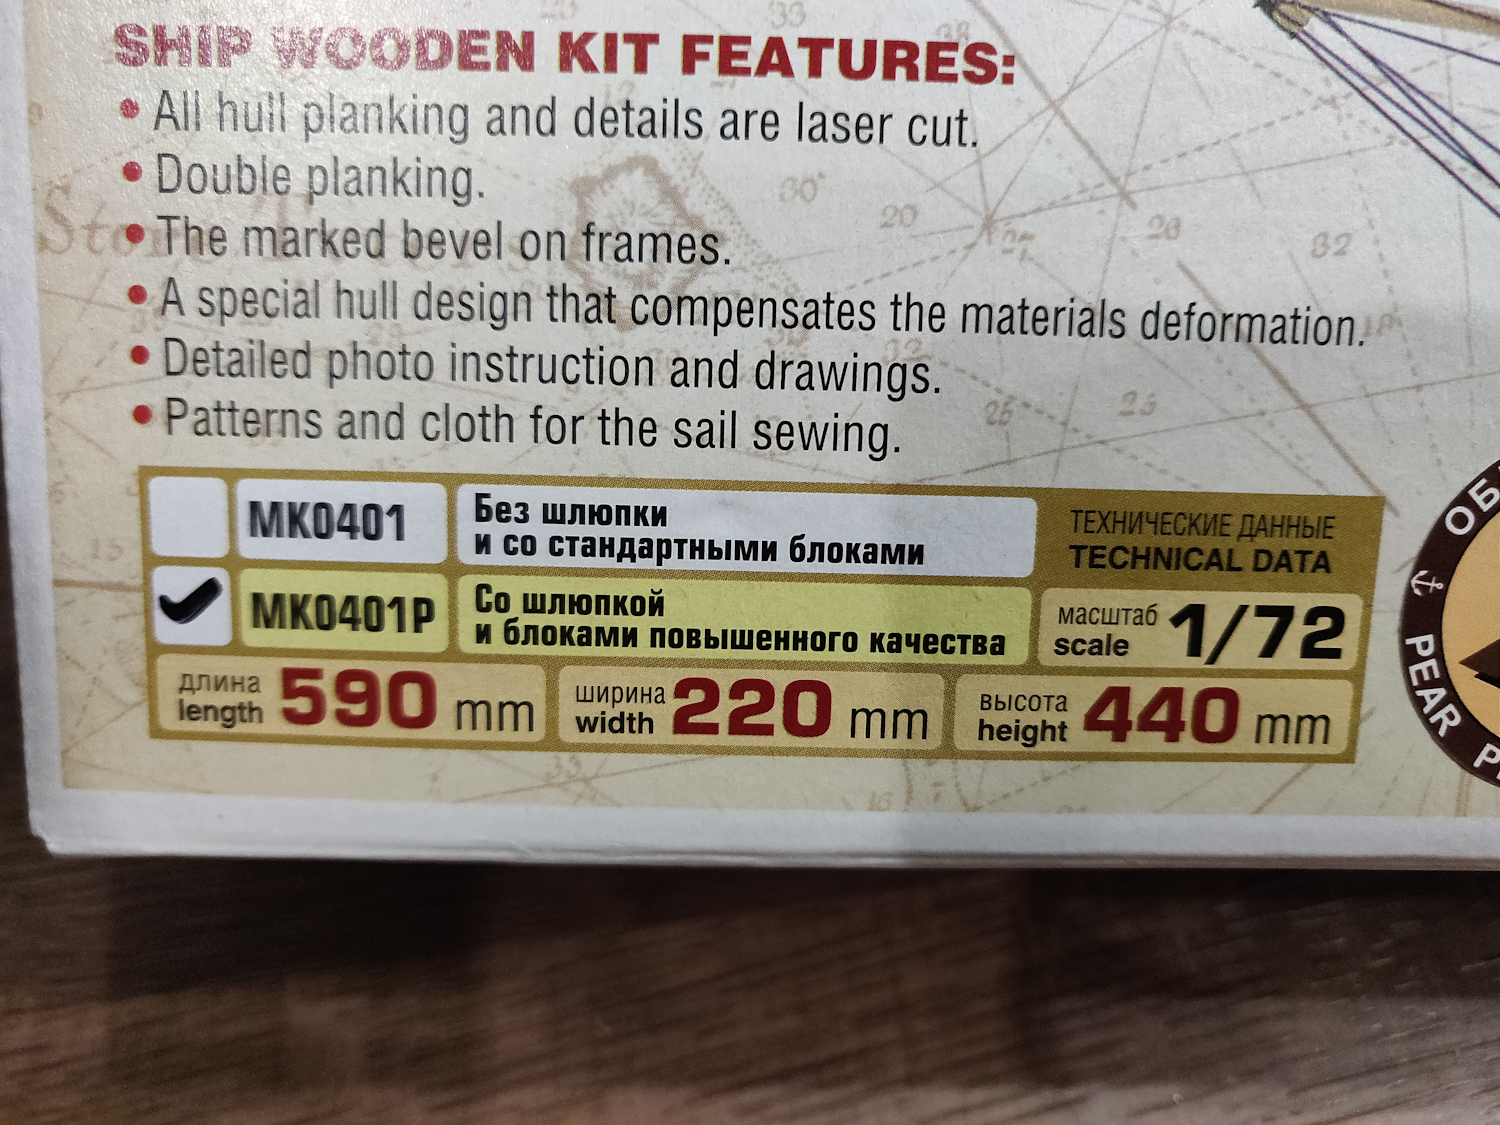 SHIP WOODEN KIT FEATURES:
• All hull planking and details are laser cut.
• Double planking.
• The marked bevel on frames.
• A special hull design that compensates the materials deformation.
• Detailed photo instruction and drawings.
• Patterns and cloth for the sail sewing.
МК0401
Без шлюпки
и со стандартными блоками
ТЕХНИЧЕСКИЕ ДАННЫЕ
TECHNICAL DATA
МК0401Р
Со шлюпкой
и блоками повышенного качества
масштаб
scale
1/72
длина
length
590 mm
ширина
width
220 mm
высота
height
440 mm
PEAR